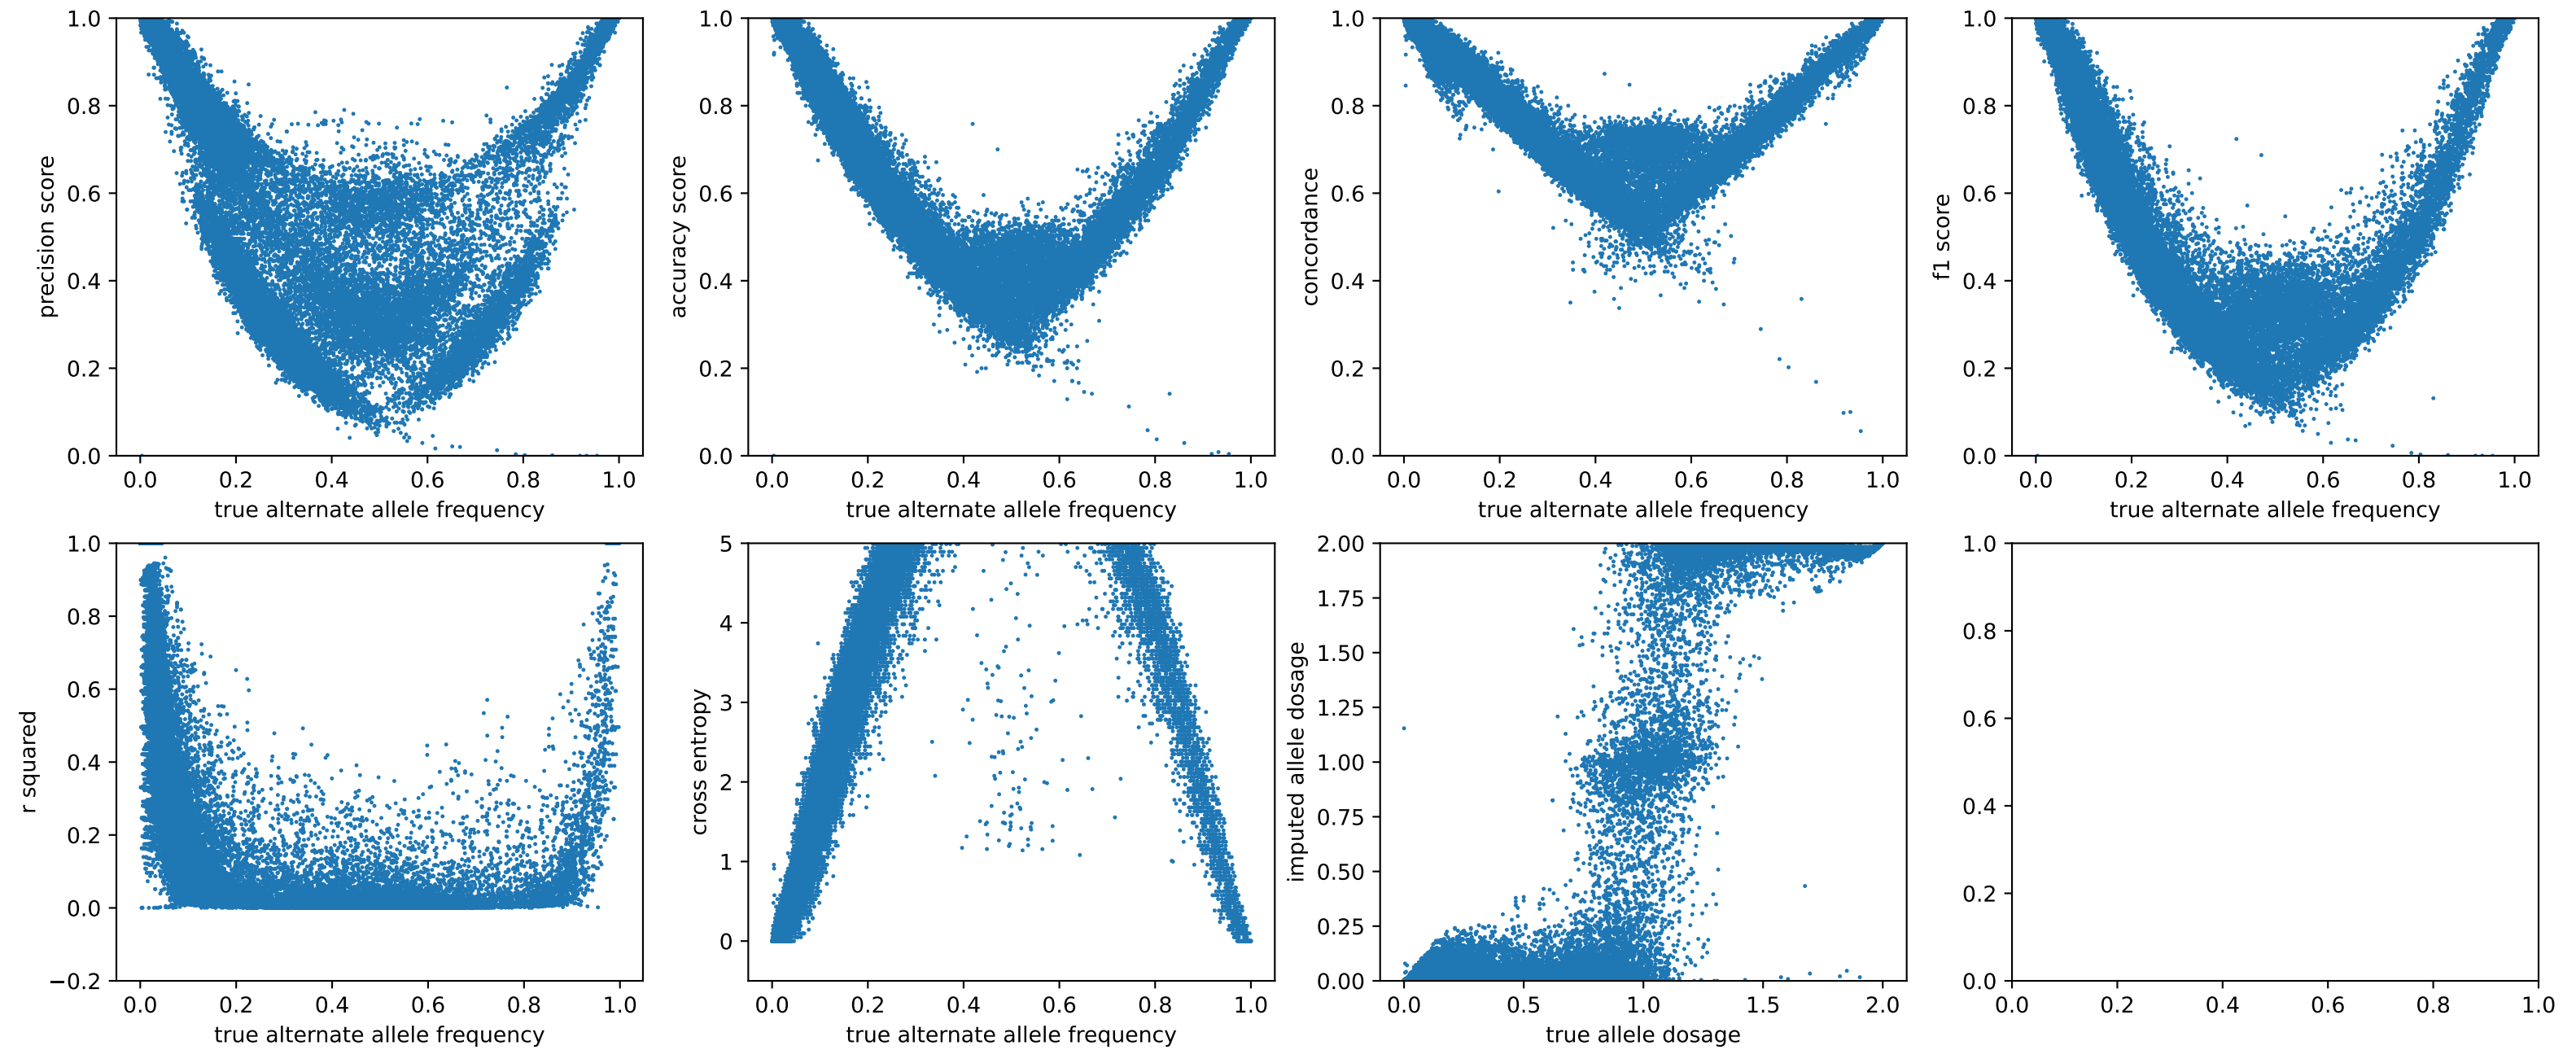 1.0
0.8
0.6
0.4
0.2
0.0
precision score
0.0 0.2 0.4 0.6 0.8 1.0
true alternate allele frequency
1.0
0.8
0.6
0.4
0.2
0.0
accuracy score
0.0 0.2 0.4 0.6 0.8 1.0
true alternate allele frequency
1.0
0.8
0.6
0.4
0.2
0.0
concordance
0.0 0.2 0.4 0.6 0.8 1.0
true alternate allele frequency
1.0
0.8
0.6
0.4
0.2
0.0
f1 score
0.0 0.2 0.4 0.6 0.8 1.0
true alternate allele frequency
1.0
0.8
0.6
0.4
0.2
0.0
−0.2
r squared
0.0 0.2 0.4 0.6 0.8 1.0
true alternate allele frequency
5
4
3
2
1
0
cross entropy
0.0 0.2 0.4 0.6 0.8 1.0
true alternate allele frequency
2.00
1.75
1.50
1.25
1.00
0.75
0.50
0.25
0.00
imputed allele dosage
0.0 0.5 1.0 1.5 2.0
true allele dosage
1.0
0.8
0.6
0.4
0.2
0.0
0.0 0.2 0.4 0.6 0.8 1.0